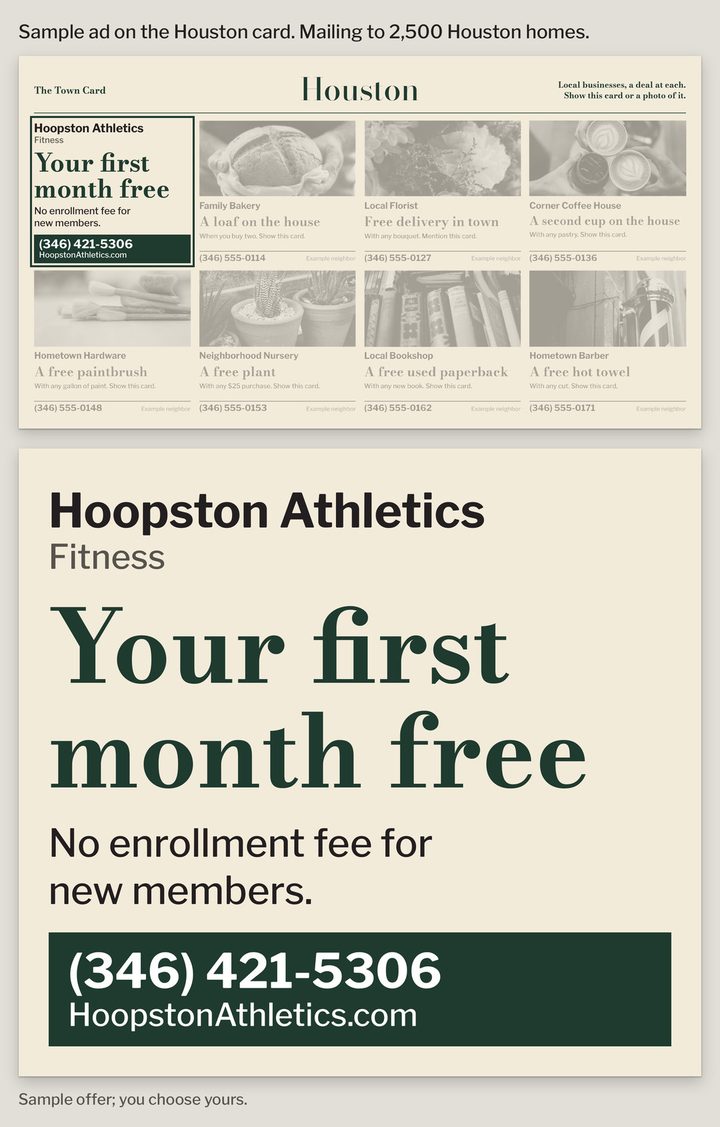 Sample ad on the Houston card. Mailing to 2,500 Houston homes.
The Town Card
Houston
Local businesses, a deal at each.
Show this card or a photo of it.
Hoopston Athletics
Fitness
Your first
month free
No enrollment fee for
new members.
(346) 421-5306
HoopstonAthletics.com
Family Bakery
A loaf on the house
When you buy two. Show this card.
(346) 555-0114
Example neighbor
Local Florist
Free delivery in town
With any bouquet. Mention this card.
(346) 555-0127
Example neighbor
Corner Coffee House
A second cup on the house
With any pastry. Show this card.
(346) 555-0136
Example neighbor
Hometown Hardware
A free paintbrush
With any gallon of paint. Show this card.
(346) 555-0148
Example neighbor
Neighborhood Nursery
A free plant
With any $25 purchase. Show this card.
(346) 555-0153
Example neighbor
Local Bookshop
A free used paperback
With any new book. Show this card.
(346) 555-0162
Example neighbor
Hometown Barber
A free hot towel
With any cut. Show this card.
(346) 555-0171
Example neighbor
Hoopston Athletics
Fitness
Your first
month free
No enrollment fee for
new members.
(346) 421-5306
HoopstonAthletics.com
Sample offer; you choose yours.